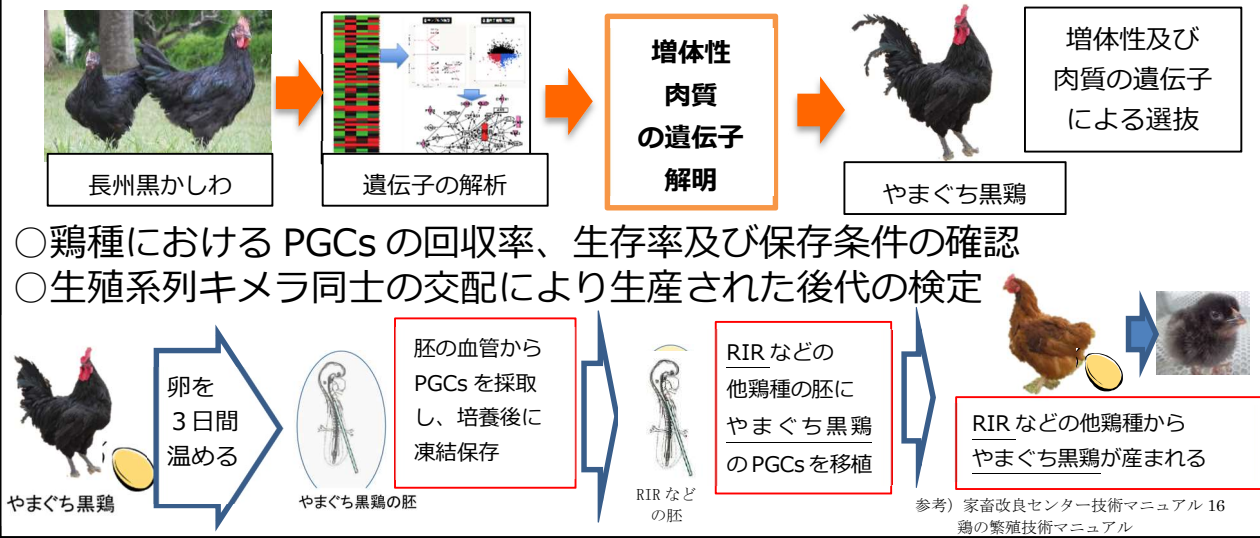 長州黒かしわ
遺伝子の解析
増体性
肉質
の遺伝子
解明
やまぐち黒鶏
増体性及び
肉質の遺伝子
による選抜
○鶏種における PGCs の回収率、生存率及び保存条件の確認
○生殖系列キメラ同士の交配により生産された後代の検定
やまぐち黒鶏
卵を
３日間
温める
やまぐち黒鶏の胚
胚の血管から
PGCs を採取
し、培養後に
凍結保存
RIR など
の胚
RIR などの
他鶏種の胚に
やまぐち黒鶏
の PGCs を移植
RIR などの他鶏種から
やまぐち黒鶏が産まれる
参考）家畜改良センター技術マニュアル 16
鶏の繁殖技術マニュアル